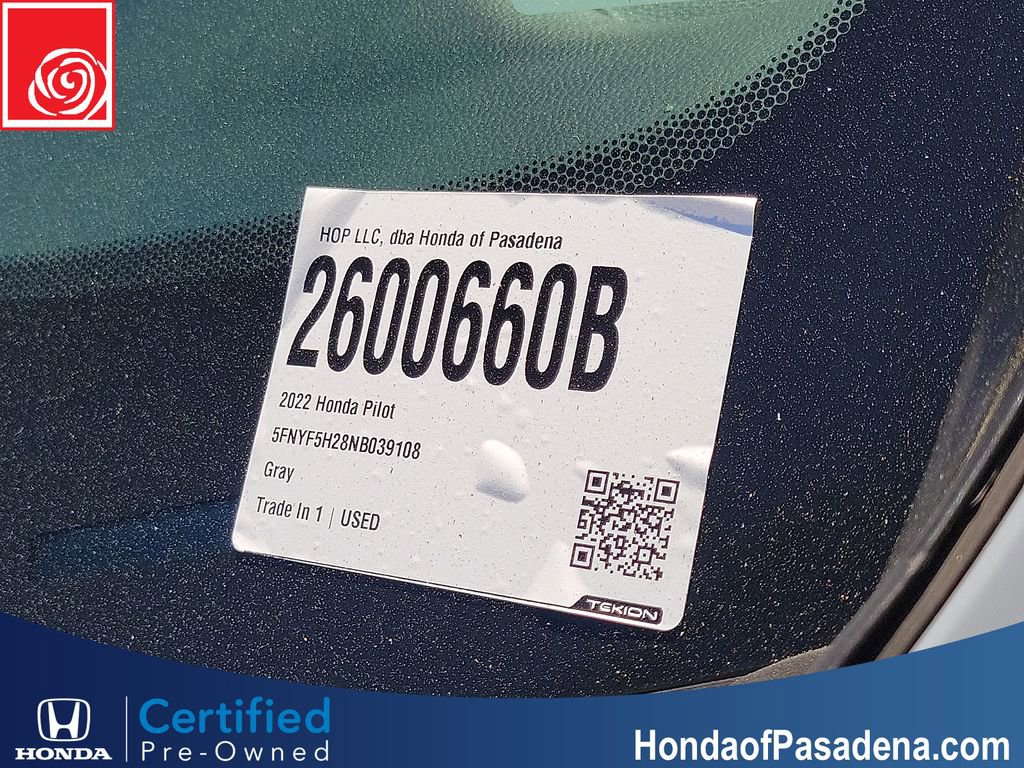 HOP LLC, dba Honda of Pasadena
2600660B
2022 Honda Pilot
5FNYF5H28NB039108
Gray
Trade In 1 | USED
TEKION
HONDA
Certified
Pre-Owned
HondaofPasadena.com